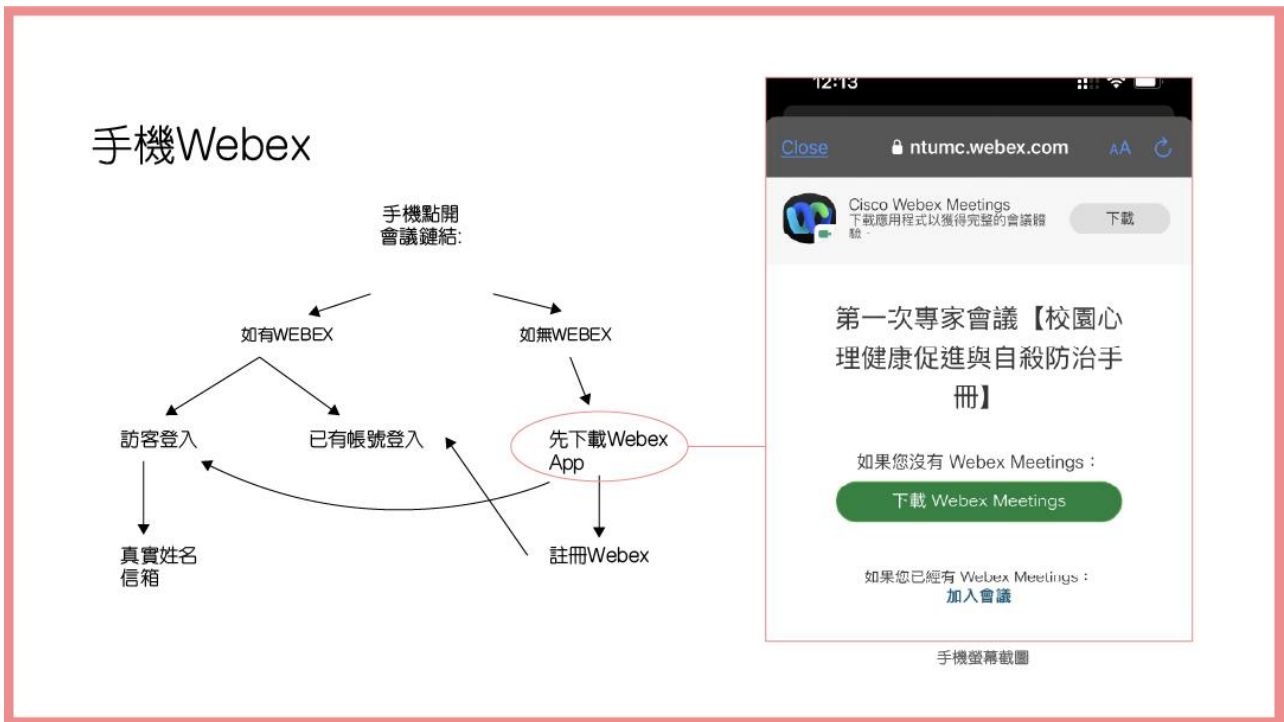 手機Webex
手機點開
會議鏈結:
如有WEBEX
如無WEBEX
訪客登入
已有帳號登入
先下載Webex
App
真實姓名
信箱
註冊Webex
12:13
Close
ntumc.webex.com
AA
Cisco Webex Meetings
下載應用程式以獲得完整的會議體
驗。
下載
第一次專家會議【校園心
理健康促進與自殺防治手
冊】
如果您沒有 Webex Meetings：
下載 Webex Meetings
如果您已經有 Webex Meetings：
加入會議
手機螢幕截圖